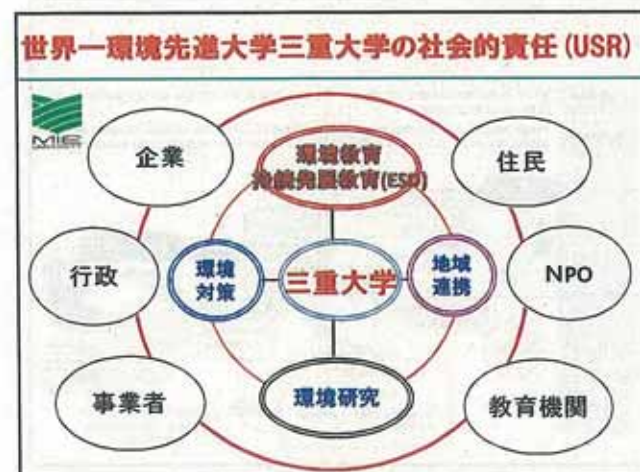 世界一環境先進大学三重大学の社会的責任(USR)
MIE
企業
環境教育
持続発展教育(ESD)
住民
行政
環境
対策
三重大学
地域
連携
NPO
事業者
環境研究
教育機関